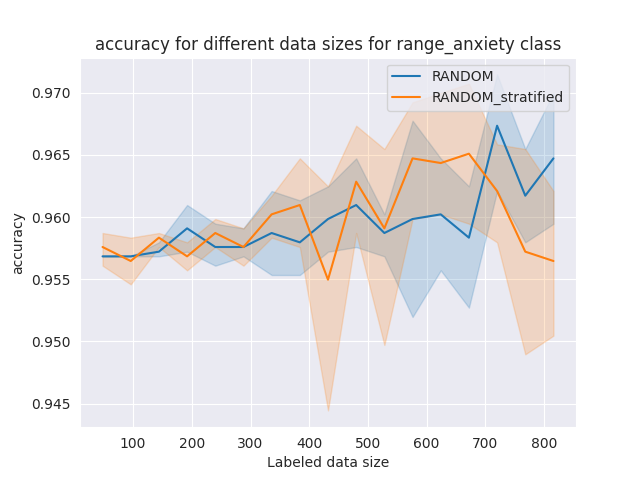 accuracy for different data sizes for range_anxiety class
RANDOM
RANDOM_stratified
0.970
0.965
0.960
0.955
0.950
0.945
accuracy
100 200 300 400 500 600 700 800
Labeled data size